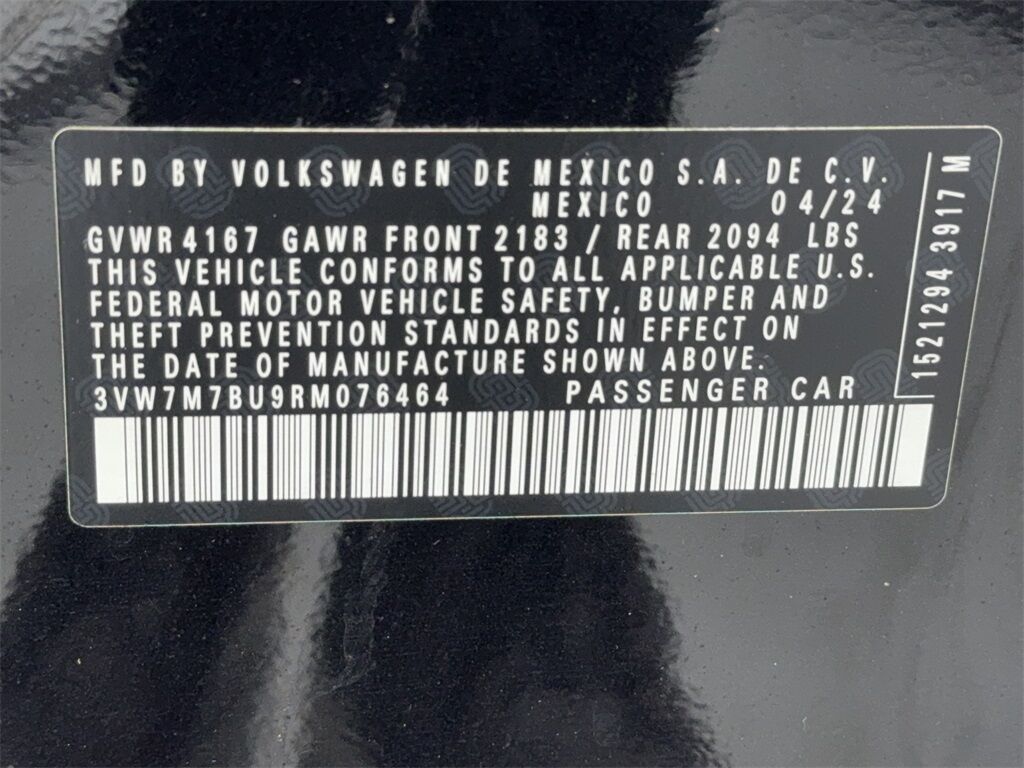 MFD BY VOLKSWAGEN DE MEXICO S.A. DE C.V.
MEXICO 04/24
GVWR 4167 GAWR FRONT 2183 / REAR 2094 LBS
THIS VEHICLE CONFORMS TO ALL APPLICABLE U.S.
FEDERAL MOTOR VEHICLE SAFETY, BUMPER AND
THEFT PREVENTION STANDARDS IN EFFECT ON
THE DATE OF MANUFACTURE SHOWN ABOVE.
3VW7M7BU9RM076464 PASSENGER CAR
1521294 3917 M